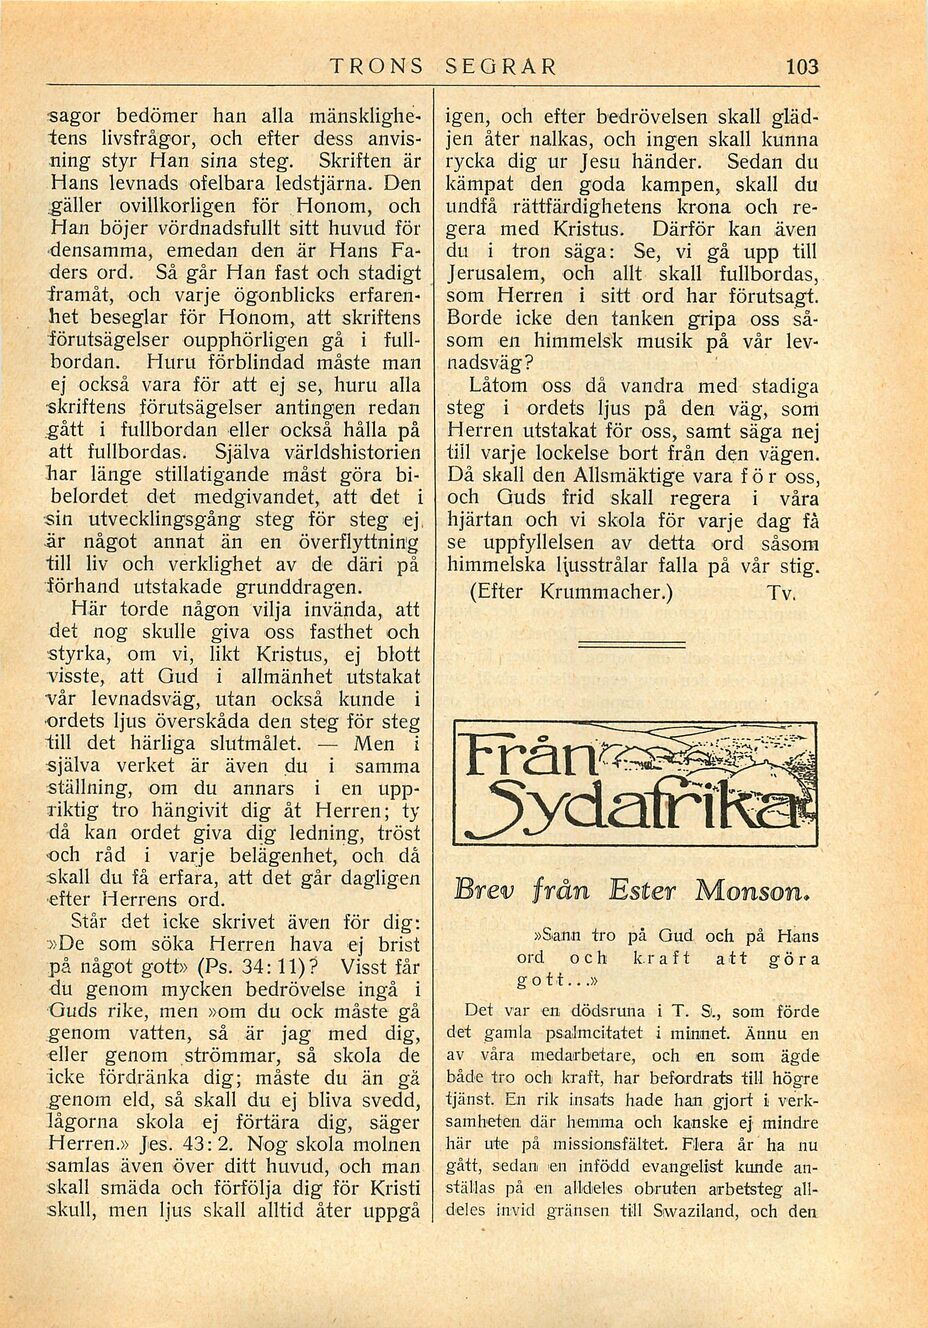 TRONS SEGRAR 103
sagor bedömer han alla mänsklighe-
tens livsfrågor, och efter dess anvis-
ning styr Han sina steg. Skriften är
Hans levnads ofelbara ledstjärna. Den
gäller ovillkorligen för Honom, och
Han böjer vördnadsfullt sitt huvud för
densamma, emedan den är Hans Fa-
ders ord. Så går Han fast och stadigt
framåt, och varje ögonblicks erfaren-
het beseglar för Honom, att skriftens
förutsägelser oupphörligen gå i full-
bordan. Huru förblindad måste man
ej också vara för att ej se, huru alla
skriftens förutsägelser antingen redan
gått i fullbordan eller också hålla på
att fullbordas. Själva världshistorien
har länge stillatigande måst göra bi-
belordet det medgivandet, att det i
sin utvecklingsgång steg för steg ej
är något annat än en överflyttning
till liv och verklighet av de däri på
förhand utstakade grunddragen.
Här torde någon vilja invända, att
det nog skulle giva oss fasthet och
styrka, om vi, likt Kristus, ej blott
visste, att Gud i allmänhet utstakat
vår levnadsväg, utan också kunde i
ordets ljus överskåda den steg för steg
till det härliga slutmålet. — Men i
själva verket är även du i samma
ställning, om du annars i en upp-
riktig tro hängivit dig åt Herren; ty
då kan ordet giva dig ledning, tröst
och råd i varje belägenhet, och då
skall du få erfara, att det går dagligen
efter Herrens ord.
Står det icke skrivet även för dig:
»De som söka Herren hava ej brist
på något gott» (Ps. 34: 11)? Visst får
du genom mycken bedrövelse ingå i
Guds rike, men »om du ock måste gå
genom vatten, så är jag med dig,
eller genom strömmar, så skola de
icke fördränka dig; måste du än gå
genom eld, så skall du ej bliva svedd,
lågorna skola ej förtära dig, säger
Herren.» Jes. 43: 2. Nog skola molnen
samlas även över ditt huvud, och man
skall smäda och förfölja dig för Kristi
skull, men ljus skall alltid åter uppgå
igen, och efter bedrövelsen skall gläd-
jen åter nalkas, och ingen skall kunna
rycka dig ur Jesu händer. Sedan du
kämpat den goda kampen, skall du
undfå rättfärdighetens krona och re-
gera med Kristus. Därför kan även
du i tron säga: Se, vi gå upp till
Jerusalem, och allt skall fullbordas,
som Herren i sitt ord har förutsagt.
Borde icke den tanken gripa oss så-
som en himmelsk musik på vår lev-
nadsväg?
Låtom oss då vandra med stadiga
steg i ordets ljus på den väg, som
Herren utstakat för oss, samt säga nej
till varje lockelse bort från den vägen.
Då skall den Allsmäktige vara för oss,
och Guds frid skall regera i våra
hjärtan och vi skola för varje dag få
se uppfyllelsen av detta ord såsom
himmelska ljusstrålar falla på vår stig.
(Efter Krummacher.) Tv.
Från
Sydafrika
Brev från Ester Monson.
»Sann tro på Gud och på Hans
ord och kraft att göra
gott...»
Det var en dödsruna i T. S., som förde
det gamla psalmcitatet i minnet. Ännu en
av våra medarbetare, och en som ägde
både tro och kraft, har befordrats till högre
tjänst. En rik insats hade han gjort i verk-
samheten där hemma och kanske ej mindre
här ute på missionsfältet. Flera år ha nu
gått, sedan en infödd evangelist kunde an-
ställas på en alldeles obruten arbetsteg all-
deles invid gränsen till Swaziland, och den